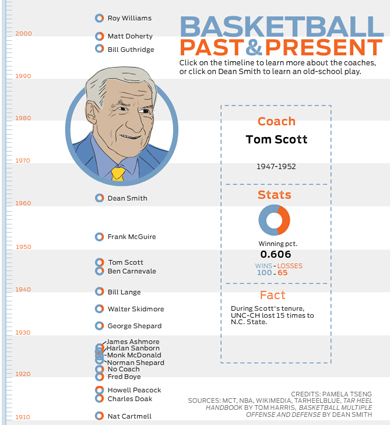 BASKETBALL
PAST&PRESENT
Click on the timeline to learn more about the coaches,
or click on Dean Smith to learn an old-school play.
Roy Williams
2000
Matt Doherty
Bill Guthridge
1990
1980
1970
1960
Dean Smith
Frank McGuire
1950
Tom Scott
Ben Carnevale
1940
Bill Lange
Walter Skidmore
George Shepard
1930
James Ashmore
Harlan Sanborn
Monk McDonald
Norman Shepard
No Coach
1920
Fred Boye
Howell Peacock
Charles Doak
1910
Nat Cartmell
Coach
Tom Scott
1947-1952
Stats
Winning pct.
0.606
WINS - LOSSES
100 - 65
Fact
During Scott's tenure,
UNC-CH lost 15 times to
N.C. State.
CREDITS: PAMELA TSENG
SOURCES: MCT, NBA, WIKIMEDIA, TARHEELBLUE, TAR HEEL
HANDBOOK BY TOM HARRIS, BASKETBALL MULTIPLE
OFFENSE AND DEFENSE BY DEAN SMITH